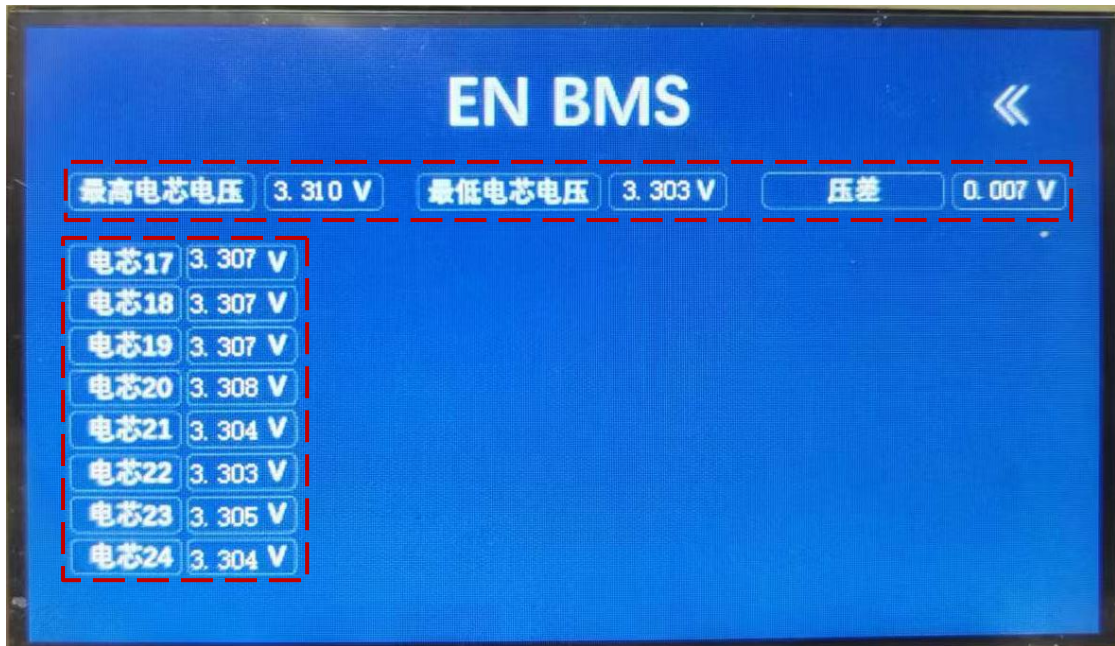 EN BMS
最高电芯电压 3.310 V 最低电芯电压 3.303 V 压差 0.007 V
电芯17 3.307 V
电芯18 3.307 V
电芯19 3.307 V
电芯20 3.308 V
电芯21 3.304 V
电芯22 3.303 V
电芯23 3.305 V
电芯24 3.304 V